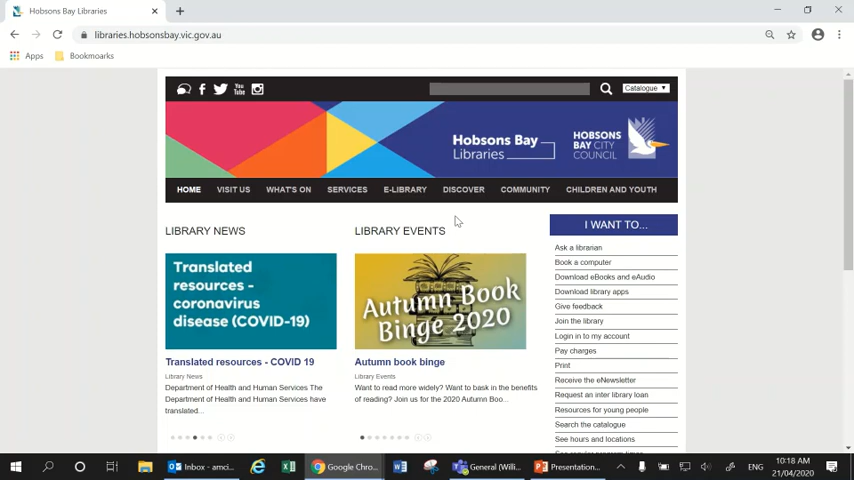 Hobsons Bay Libraries
libraries.hobsonsbay.vic.gov.au
Apps
Bookmoarks
You
Tube
Catalogue
Hobsons Bay
Libraries
HOBSONS
BAY CITY
COUNCIL
HOME VISIT US WHAT'S ON SERVICES E-LIBRARY DISCOVER COMMUNITY CHILDREN AND YOUTH
LIBRARY NEWS
Translated
resources -
coronavirus
disease (COVID-19)
Translated resources - COVID 19
Library News
Department of Health and Human Services The
Department of Health and Human Services have
translated...
LIBRARY EVENTS
Autumn Book
Binge 2020
Autumn book binge
Library Events
Want to read more widely? Want to bask in the benefits
of reading? Join us for the 2020 Autumn Boo...
I WANT TO...
Ask a librarian
Book a computer
Download eBooks and eAudio
Download library apps
Give feedback
Join the library
Login in to my account
Pay charges
Print
Receive the eNewsletter
Request an inter library loan
Resources for young people
Search the catalogue
See hours and locations
Inbox - amci...
Google Chro...
General (Willi...
Presentation...
ENG
10:18 AM
21/04/2020